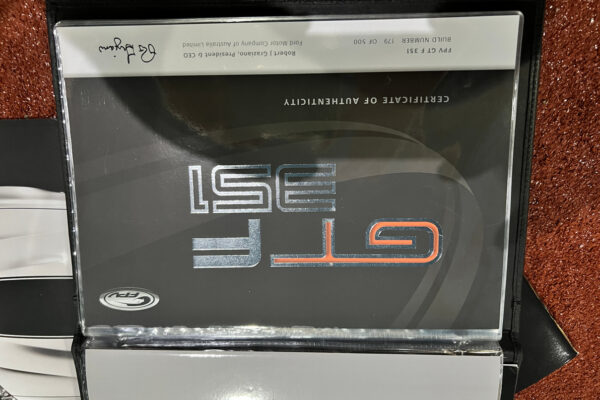 FPV
GT F
351
CERTIFICATE OF AUTHENTICITY
FPV GT F 351
BUILD NUMBER 179 OF 500
Robert J Graziano, President & CEO
Ford Motor Company of Australia Limited